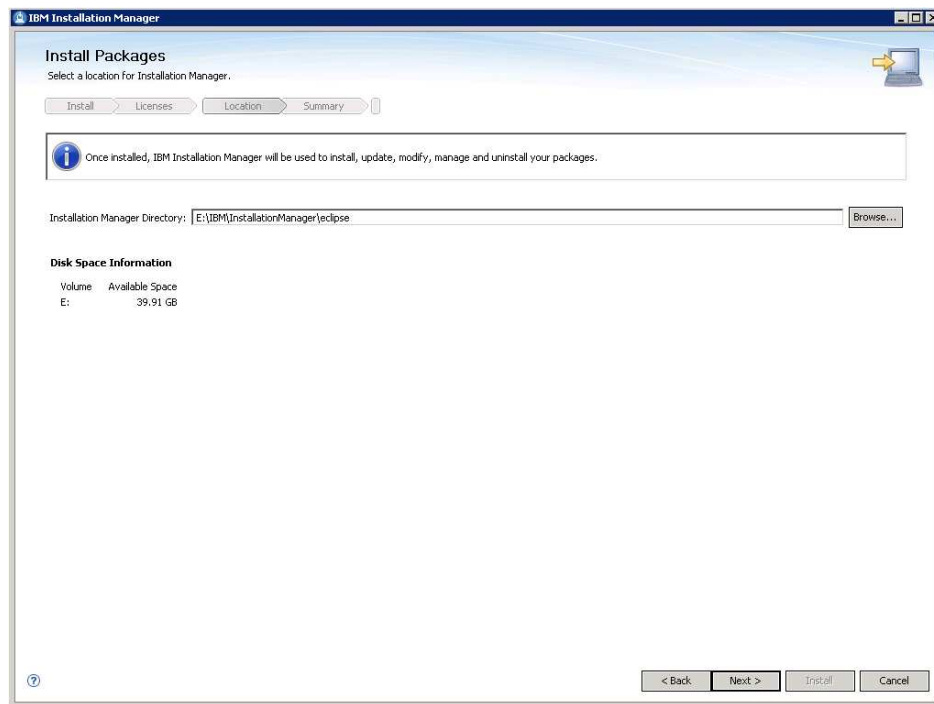 IBM Installation Manager
Install Packages
Select a location for Installation Manager.
Install Licenses Location Summary
Once installed, IBM Installation Manager will be used to install, update, modify, manage and uninstall your packages.
Installation Manager Directory: E:\IBM\InstallationManager\eclipse Browse...
Disk Space Information
Volume Available Space
E: 39.91 GB
? < Back Next > Install Cancel